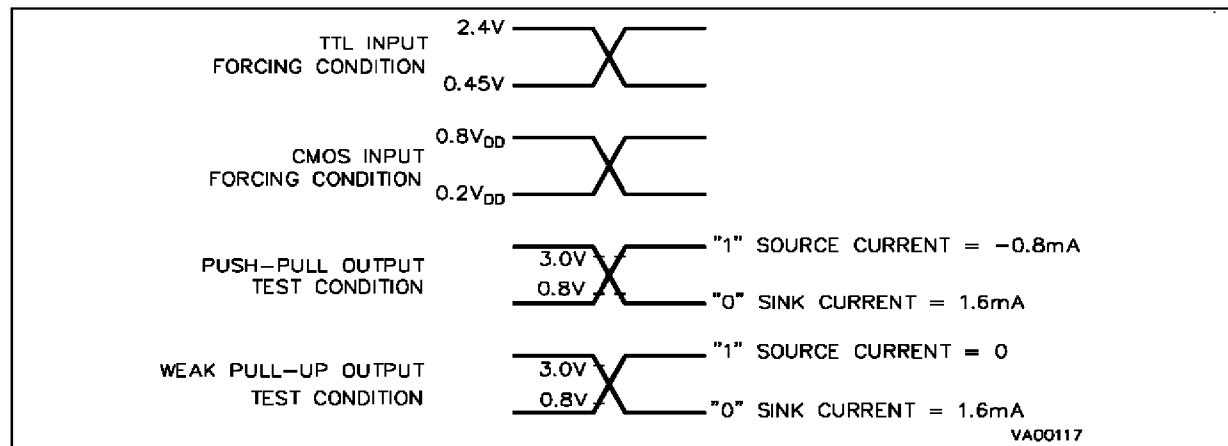 TTL INPUT
FORCING CONDITION
2.4V
0.45V
CMOS INPUT
FORCING CONDITION
0.8V_DD
0.2V_DD
PUSH-PULL OUTPUT
TEST CONDITION
3.0V
0.8V
"1" SOURCE CURRENT = -0.8mA
"0" SINK CURRENT = 1.6mA
WEAK PULL-UP OUTPUT
TEST CONDITION
3.0V
0.8V
"1" SOURCE CURRENT = 0
"0" SINK CURRENT = 1.6mA
VA00117